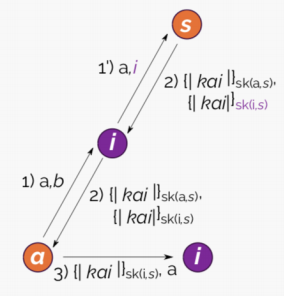 s
1') a,i
2) {| kai |}sk(a,s),
{| kai|}sk(i,s)
i
1) a,b
2) {| kai |}sk(a,s),
{| kai|}sk(i,s)
a
i
3) {| kai |}sk(i,s), a